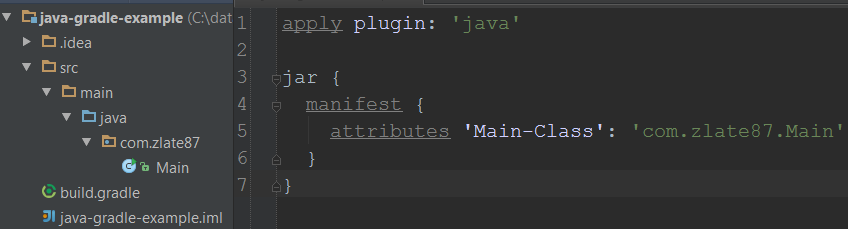 java-gradle-example (C:\dat
.idea
src
main
java
com.zlate87
Main
build.gradle
java-gradle-example.iml
1 apply plugin: 'java'
2
3 jar {
4 manifest {
5 attributes 'Main-Class': 'com.zlate87.Main'
6 }
7 }